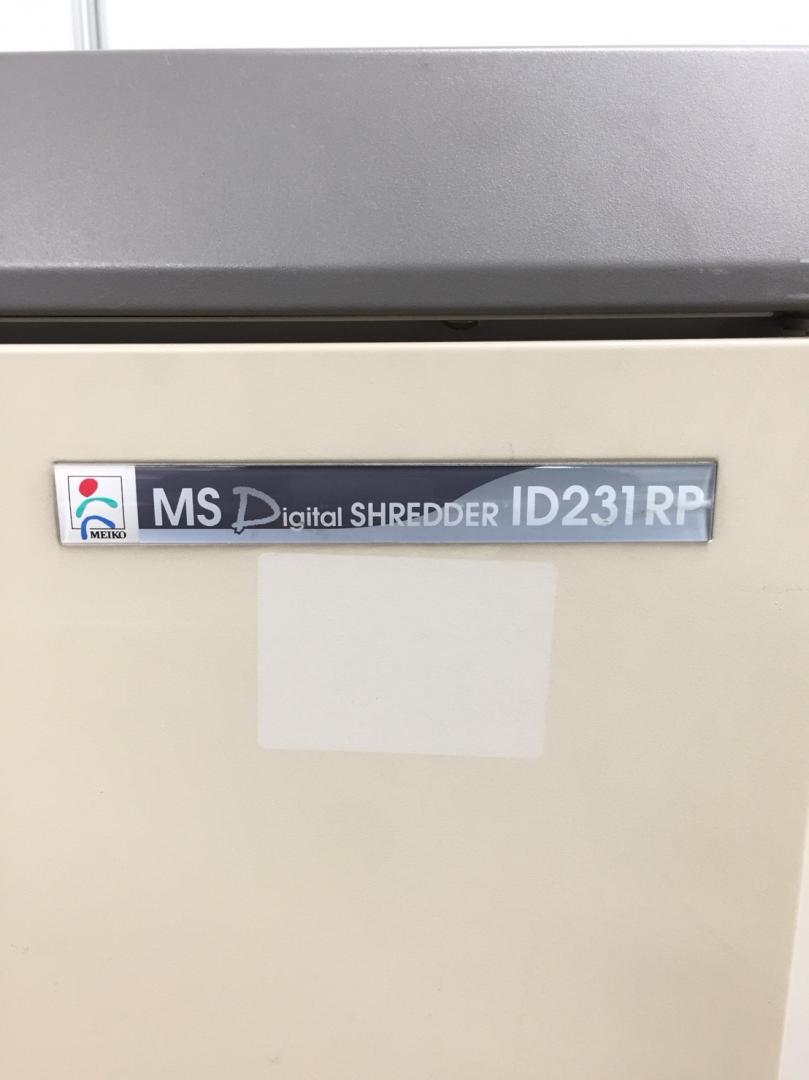 MEIKO
MS Digital SHREDDER ID231RP